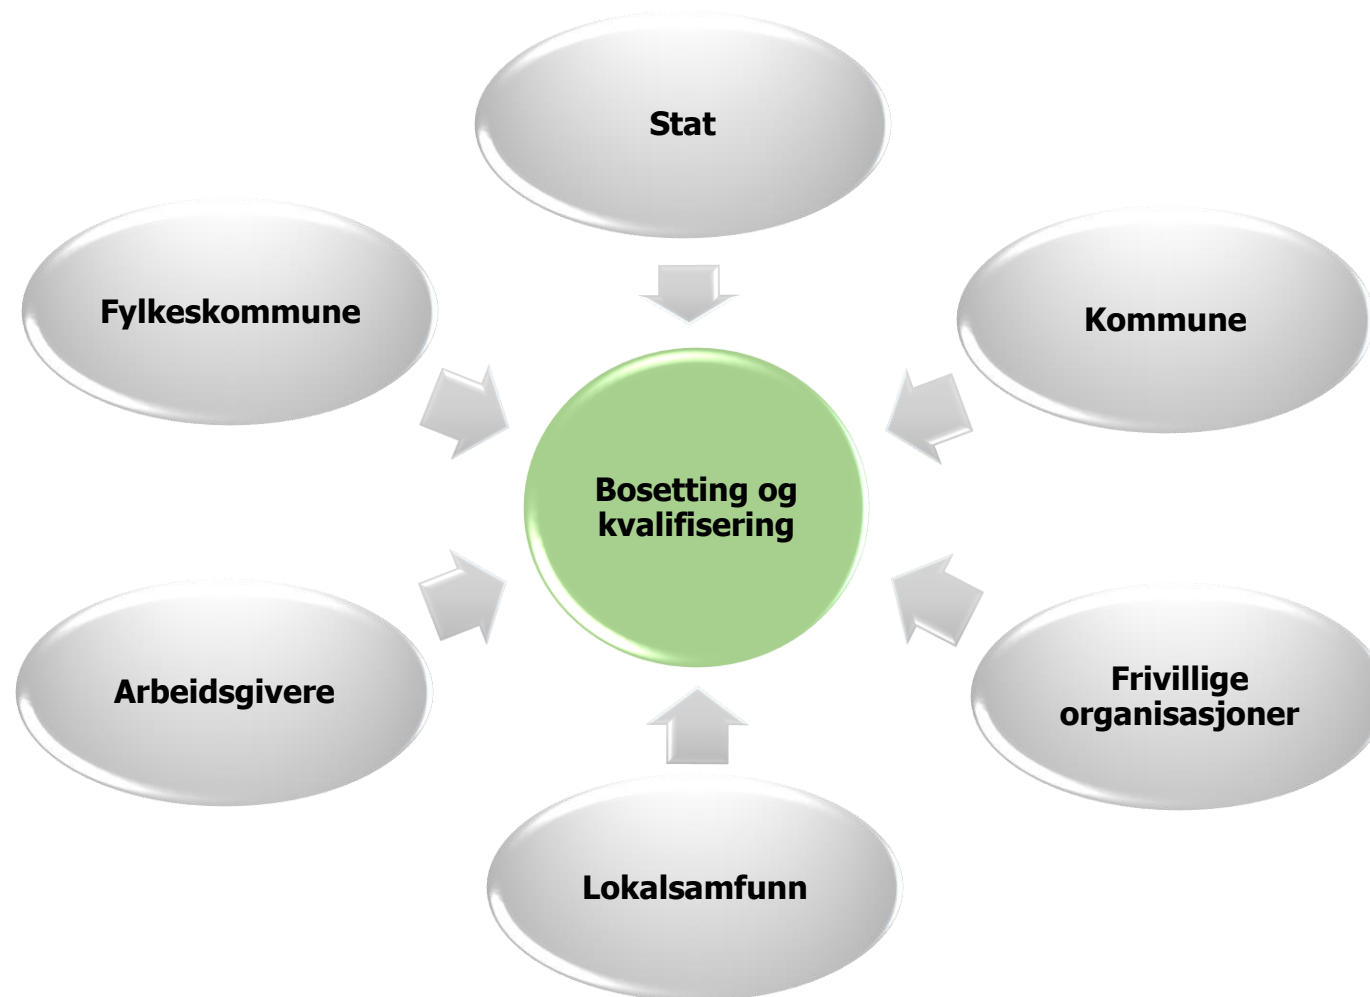 Stat
Fylkeskommune
Kommune
Bosetting og
kvalifisering
Arbeidsgivere
Frivillige
organisasjoner
Lokalsamfunn